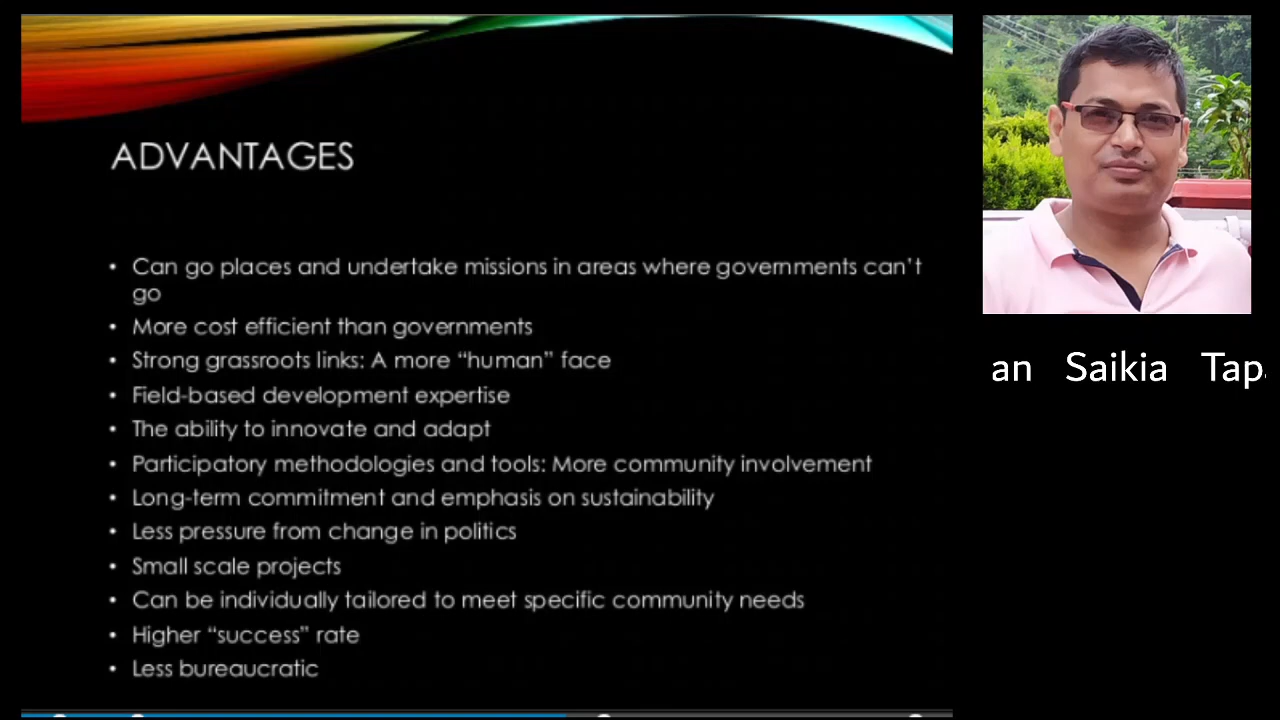 ADVANTAGES
• Can go places and undertake missions in areas where governments can’t
go
• More cost efficient than governments
• Strong grassroots links: A more “human” face
• Field-based development expertise
• The ability to innovate and adapt
• Participatory methodologies and tools: More community involvement
• Long-term commitment and emphasis on sustainability
• Less pressure from change in politics
• Small scale projects
• Can be individually tailored to meet specific community needs
• Higher “success” rate
• Less bureaucratic
an Saikia Tap